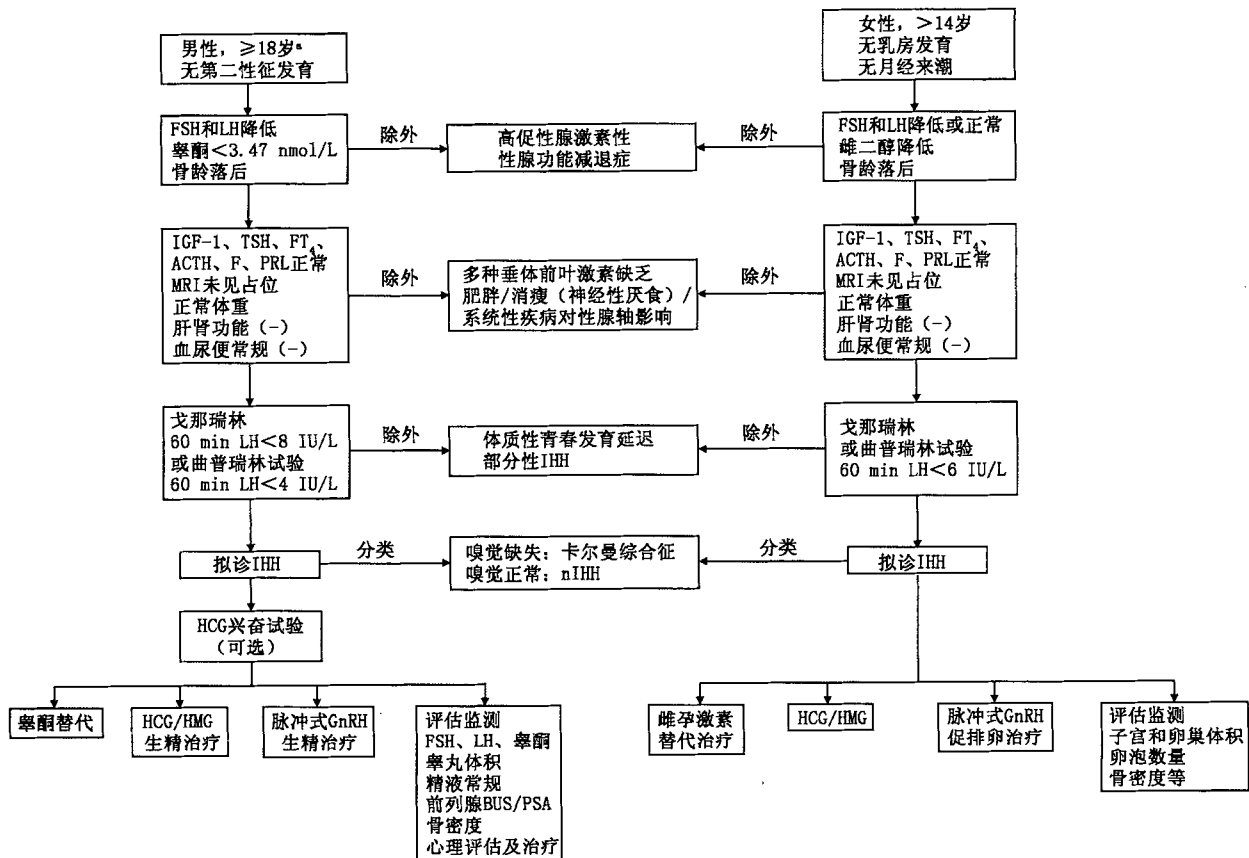 男性，≥18岁ª
无第二性征发育
女性，>14岁
无乳房发育
无月经来潮
FSH和LH降低
睾酮<3.47 nmol/L
骨龄落后
除外
高促性腺激素性
性腺功能减退症
除外
FSH和LH降低或正常
雌二醇降低
骨龄落后
IGF-1、TSH、FT₄、
ACTH、F、PRL正常
MRI未见占位
正常体重
肝肾功能（-）
血尿便常规（-）
除外
多种垂体前叶激素缺乏
肥胖/消瘦（神经性厌食）/
系统性疾病对性腺轴影响
除外
IGF-1、TSH、FT₄、
ACTH、F、PRL正常
MRI未见占位
正常体重
肝肾功能（-）
血尿便常规（-）
戈那瑞林
60 min LH<8 IU/L
或曲普瑞林试验
60 min LH<4 IU/L
除外
体质性青春发育延迟
部分性IHH
除外
戈那瑞林
或曲普瑞林试验
60 min LH<6 IU/L
拟诊IHH
分类
嗅觉缺失：卡尔曼综合征
嗅觉正常：nIHH
分类
拟诊IHH
HCG兴奋试验
（可选）
睾酮替代
HCG/HMG
生精治疗
脉冲式GnRH
生精治疗
评估监测
FSH、LH、睾酮
睾丸体积
精液常规
前列腺BUS/PSA
骨密度
心理评估及治疗
雌孕激素
替代治疗
HCG/HMG
脉冲式GnRH
促排卵治疗
评估监测
子宫和卵巢体积
卵泡数量
骨密度等